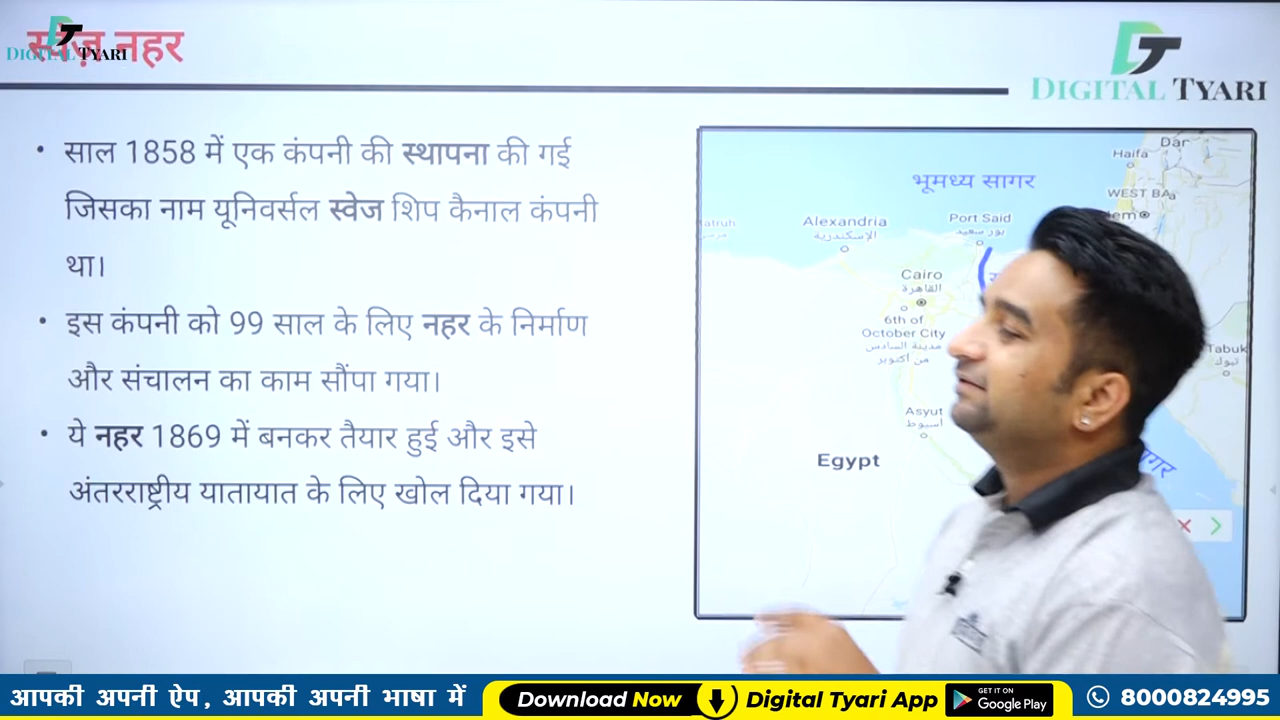 स्वेज़ नहर
DT
DIGITAL TYARI
DT
DIGITAL TYARI
• साल 1858 में एक कंपनी की स्थापना की गई
जिसका नाम यूनिवर्सल स्वेज शिप कैनाल कंपनी
था।
• इस कंपनी को 99 साल के लिए नहर के निर्माण
और संचालन का काम सौंपा गया।
• ये नहर 1869 में बनकर तैयार हुई और इसे
अंतरराष्ट्रीय यातायात के लिए खोल दिया गया।
Dar
Haifa
भूमध्य सागर
WEST BA
Alexandria
الإسكندرية
Port Said
بور سعيد
Cairo
القاهرة
6th of
October City
مدينة السادس
من أكتوبر
Tabuk
تبوك
Asyut
أسيوط
Egypt
आपकी अपनी ऐप, आपकी अपनी भाषा में
Download Now
Digital Tyari App
GET IT ON
Google Play
8000824995